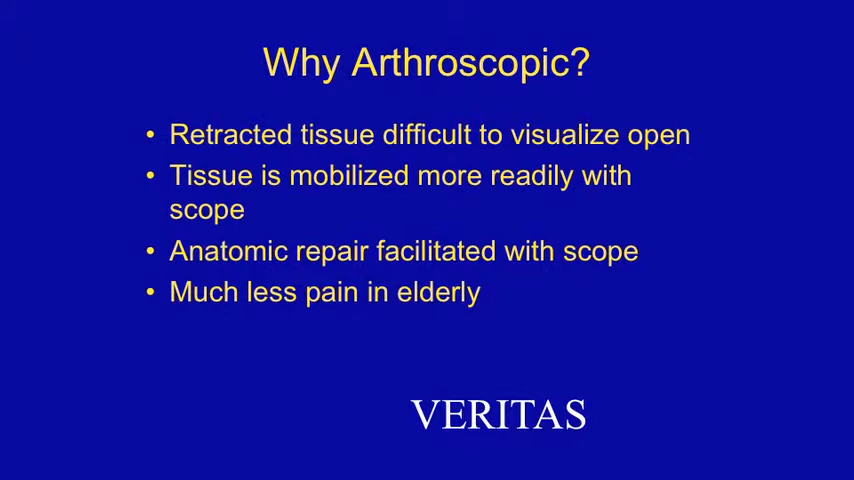 Why Arthroscopic?
• Retracted tissue difficult to visualize open
• Tissue is mobilized more readily with
scope
• Anatomic repair facilitated with scope
• Much less pain in elderly
VERITAS